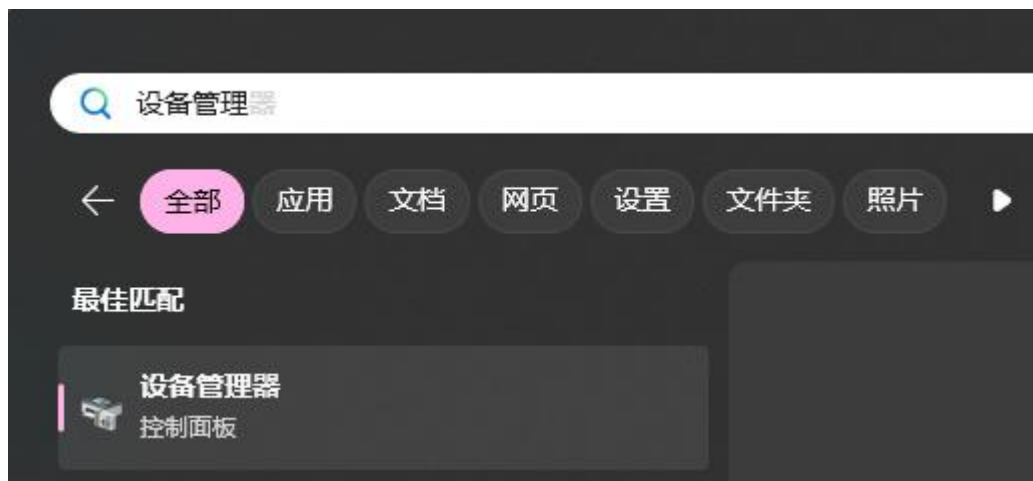 设备管理器
全部 应用 文档 网页 设置 文件夹 照片
最佳匹配
设备管理器
控制面板